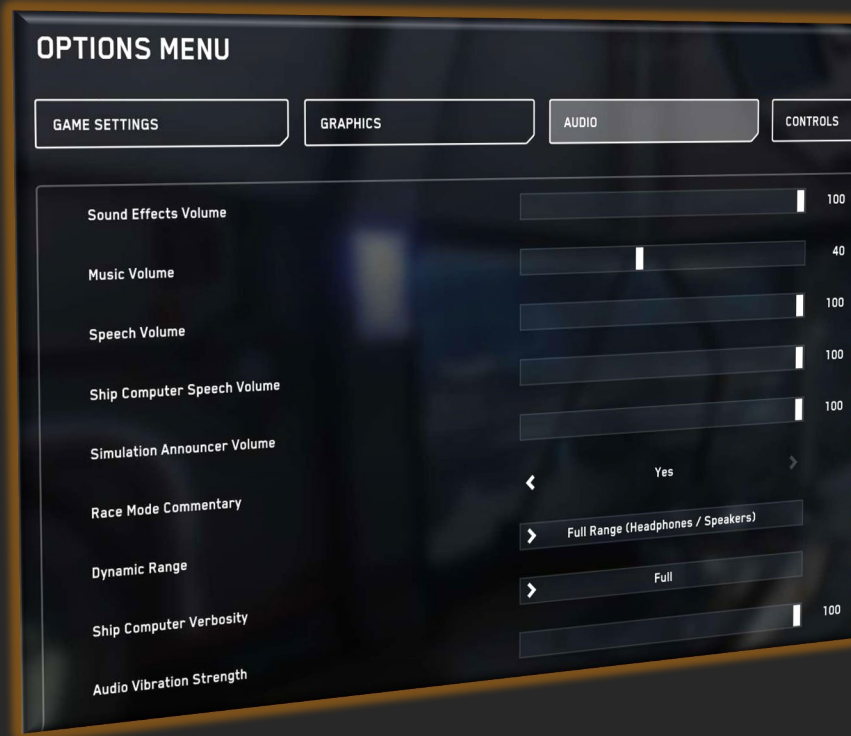 OPTIONS MENU
GAME SETTINGS GRAPHICS AUDIO CONTROLS
Sound Effects Volume 100
Music Volume 40
Speech Volume 100
Ship Computer Speech Volume 100
Simulation Announcer Volume 100
Race Mode Commentary Yes
Dynamic Range Full Range (Headphones / Speakers)
Ship Computer Verbosity Full
Audio Vibration Strength 100